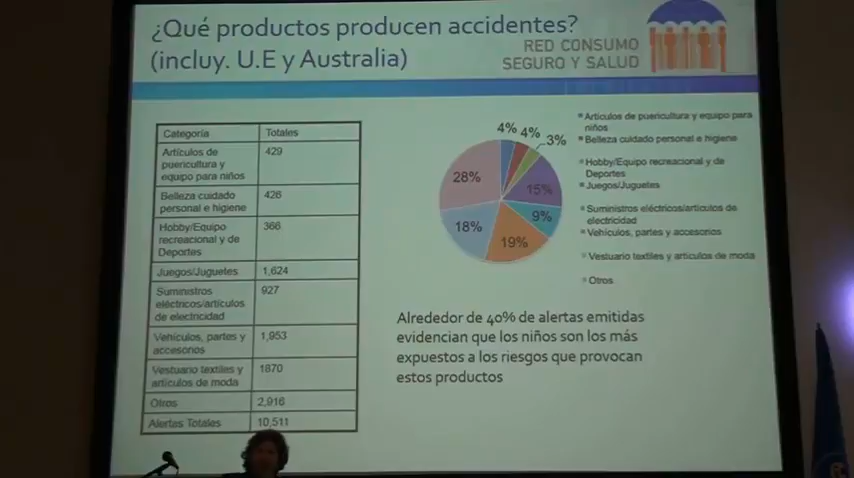 ¿Qué productos producen accidentes?
(incluy. U.E y Australia)
RED CONSUMO
SEGURO Y SALUD
Categoría Totales
Artículos de
puericultura y
equipo para niños
429
Belleza cuidado
personal e higiene
426
Hobby/Equipo
recreacional y de
Deportes
366
Juegos/Juguetes 1,624
Suministros
eléctricos/artículos
de electricidad
927
Vehículos, partes y
accesorios
1,953
Vestuario textiles y
artículos de moda
1870
Otros 2,916
Alertas Totales 10,511
4% 4%
3%
15%
9%
19%
18%
28%
Artículos de puericultura y equipo para
niños
Belleza cuidado personal e higiene
Hobby/Equipo recreacional y de
Deportes
Juegos/Juguetes
Suministros eléctricos/artículos de
electricidad
Vehículos, partes y accesorios
Vestuario textiles y artículos de moda
Otros
Alrededor de 40% de alertas emitidas
evidencian que los niños son los más
expuestos a los riesgos que provocan
estos productos